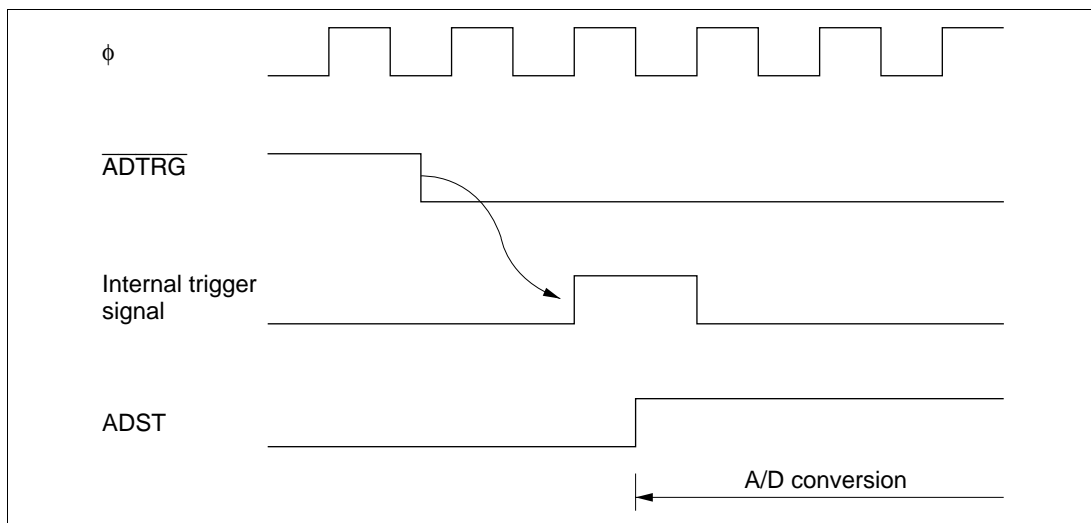 ϕ
ADTRG
Internal trigger
signal
ADST
A/D conversion